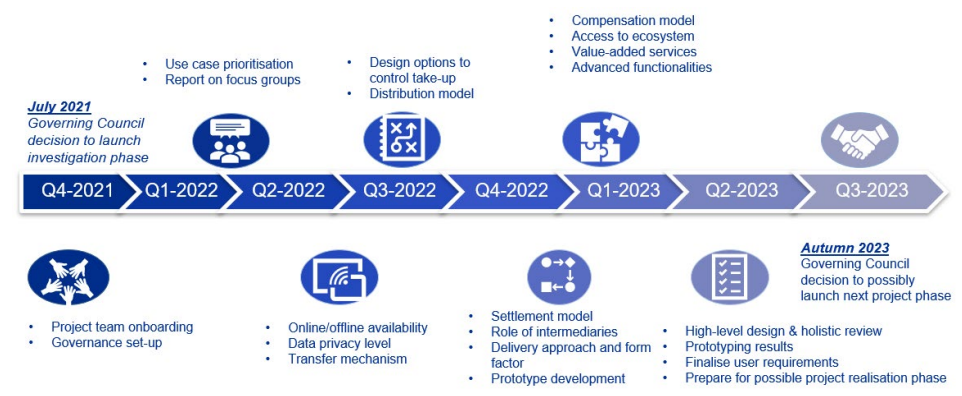 • Compensation model
• Access to ecosystem
• Value-added services
• Advanced functionalities
• Use case prioritisation
• Report on focus groups
• Design options to
control take-up
• Distribution model
July 2021
Governing Council
decision to launch
investigation phase
Q4-2021
Q1-2022
Q2-2022
Q3-2022
Q4-2022
Q1-2023
Q2-2023
Q3-2023
Autumn 2023
Governing Council
decision to possibly
launch next project phase
• Project team onboarding
• Governance set-up
• Online/offline availability
• Data privacy level
• Transfer mechanism
• Settlement model
• Role of intermediaries
• Delivery approach and form
factor
• Prototype development
• High-level design & holistic review
• Prototyping results
• Finalise user requirements
• Prepare for possible project realisation phase